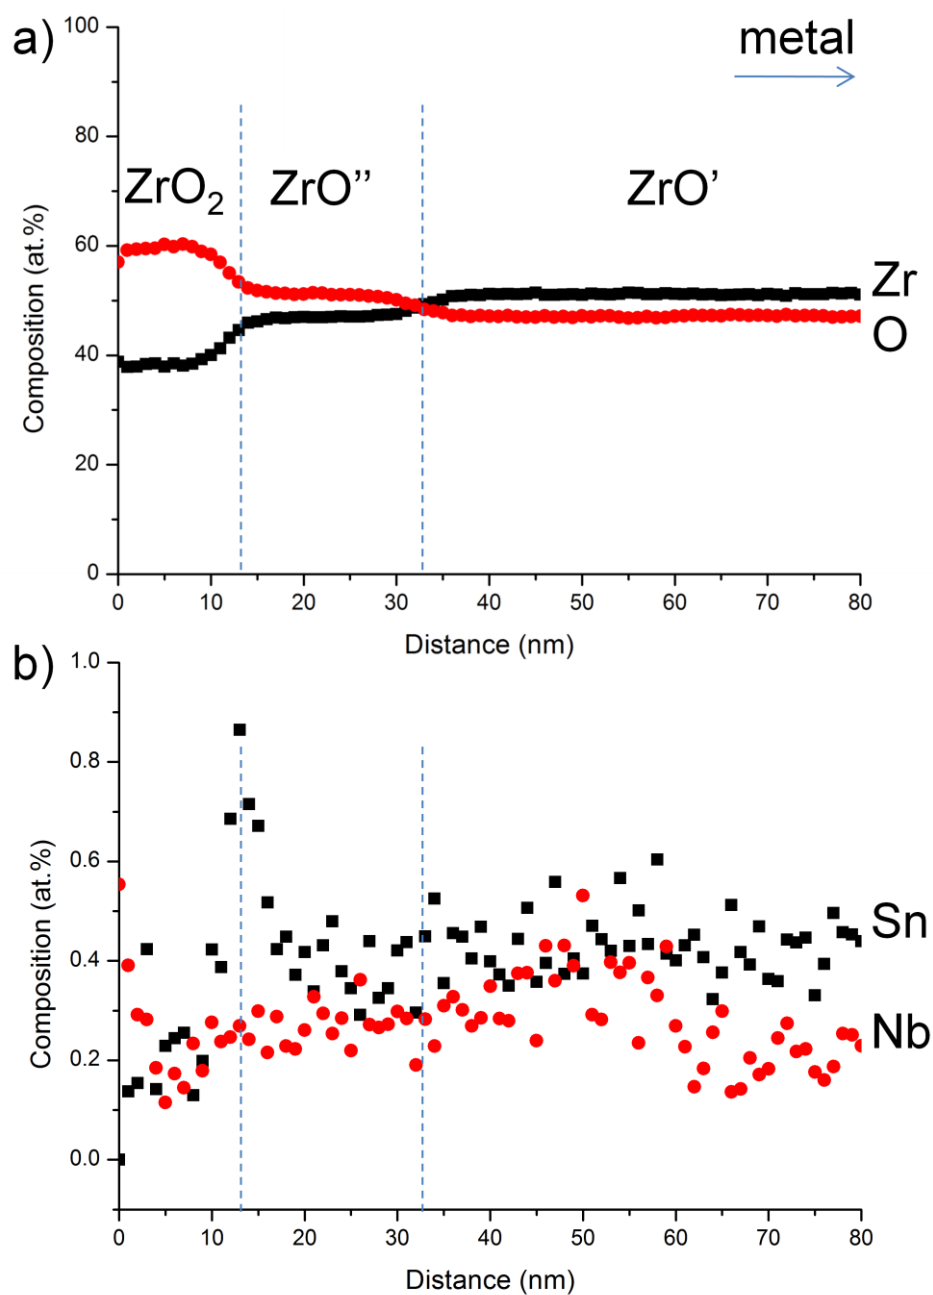 a)
metal
100
80
60
40
20
0
Composition (at.%)
ZrO2
ZrO''
ZrO'
Zr
O
0 10 20 30 40 50 60 70 80
Distance (nm)
b)
1.0
0.8
0.6
0.4
0.2
0.0
Composition (at.%)
Sn
Nb
0 10 20 30 40 50 60 70 80
Distance (nm)